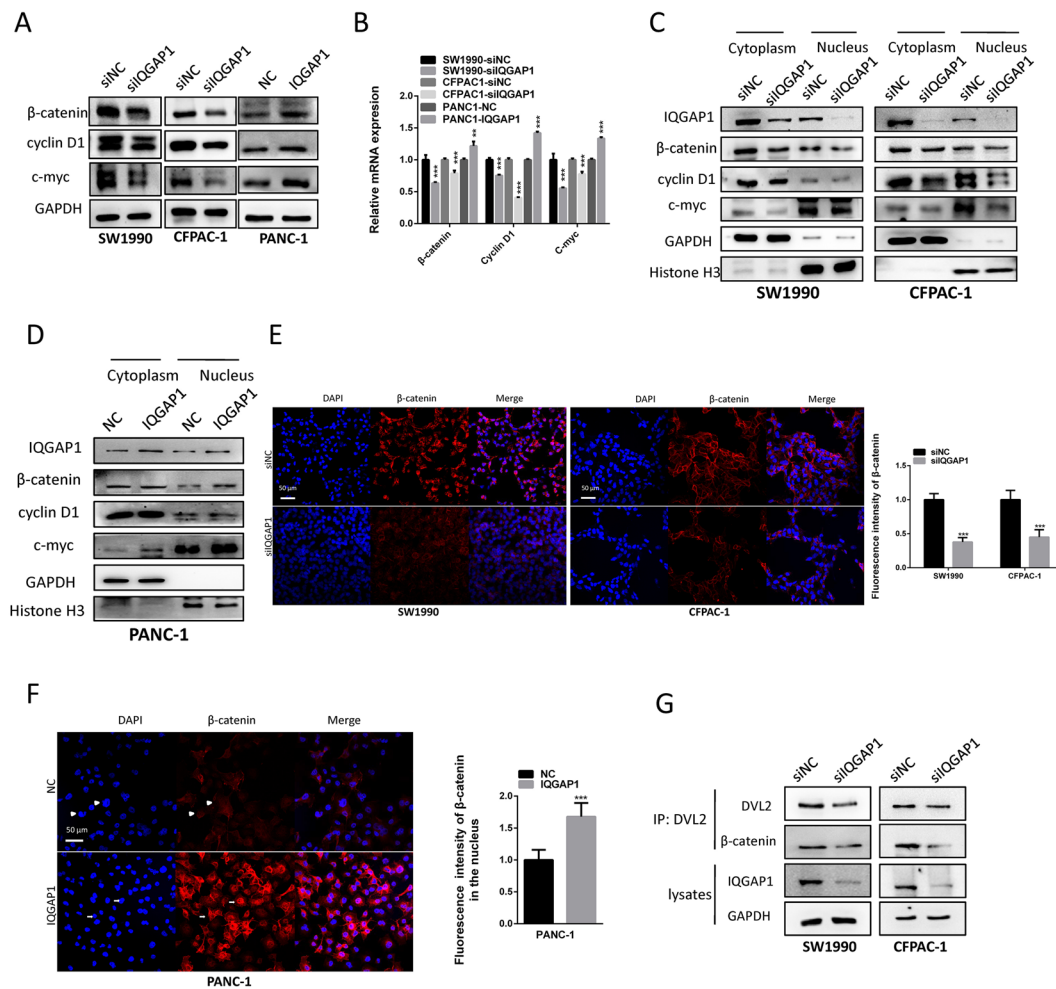 A
siNC
siIQGAP1
siNC
siIQGAP1
NC
IQGAP1
β-catenin
cyclin D1
c-myc
GAPDH
SW1990
CFPAC-1
PANC-1
B
SW1990-siNC
SW1990-siIQGAP1
CFPAC1-siNC
CFPAC1-siIQGAP1
PANC1-NC
PANC1-IQGAP1
Relative mRNA expression
2.0
1.5
1.0
0.5
0.0
***
***
**
***
***
***
***
***
***
β-catenin
Cyclin D1
C-myc
C
Cytoplasm
Nucleus
Cytoplasm
Nucleus
siNC
siIQGAP1
siNC
siIQGAP1
siNC
siIQGAP1
siNC
siIQGAP1
IQGAP1
β-catenin
cyclin D1
c-myc
GAPDH
Histone H3
SW1990
CFPAC-1
D
Cytoplasm
Nucleus
NC
IQGAP1
NC
IQGAP1
IQGAP1
β-catenin
cyclin D1
c-myc
GAPDH
Histone H3
PANC-1
E
DAPI
β-catenin
Merge
DAPI
β-catenin
Merge
siNC
50 μm
50 μm
siIQGAP1
SW1990
CFPAC-1
siNC
siIQGAP1
Fluorescence intensity of β-catenin
1.5
1.0
0.5
0.0
***
***
SW1990
CFPAC-1
F
DAPI
β-catenin
Merge
NC
50 μm
IQGAP1
PANC-1
NC
IQGAP1
Fluorescence intensity of β-catenin
in the nucleus
2.0
1.5
1.0
0.5
0.0
***
PANC-1
G
siNC
siIQGAP1
siNC
siIQGAP1
IP: DVL2
DVL2
β-catenin
lysates
IQGAP1
GAPDH
SW1990
CFPAC-1